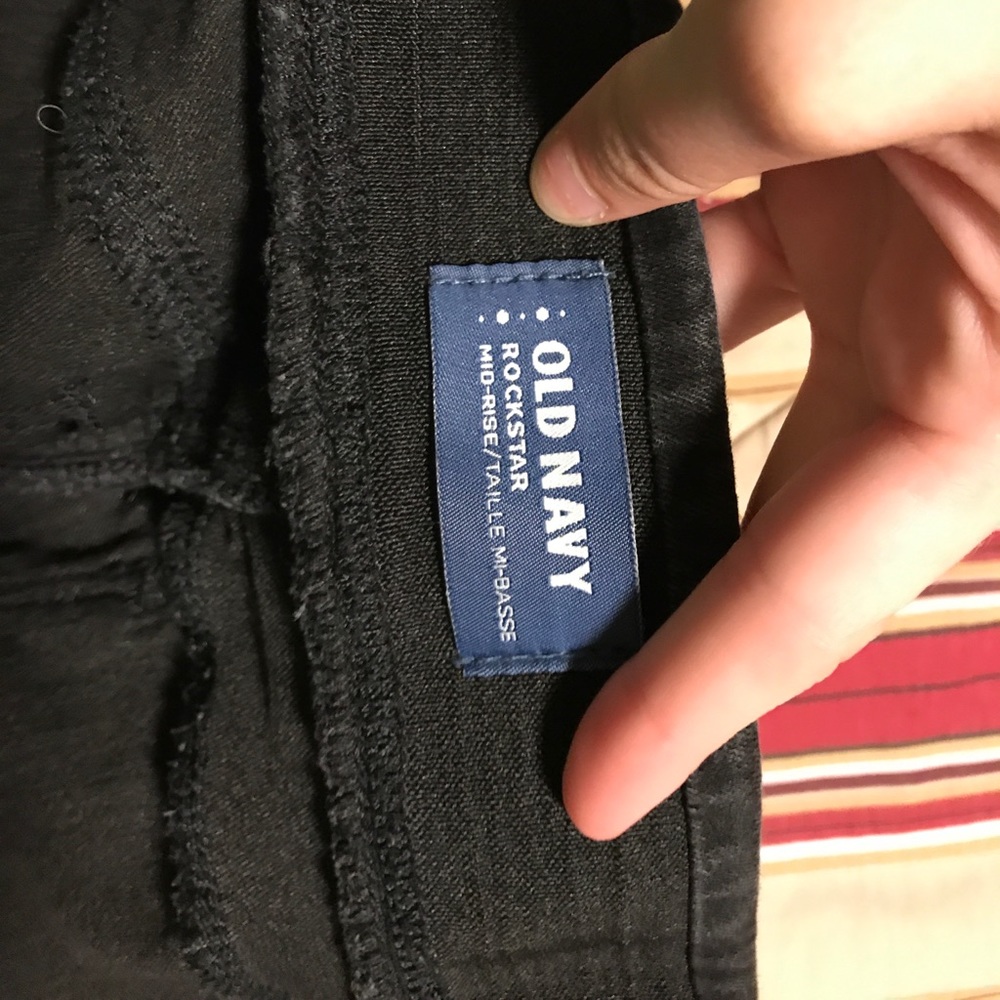 OLD NAVY
ROCKSTAR
MID-RISE/TAILLE MI-BASSE